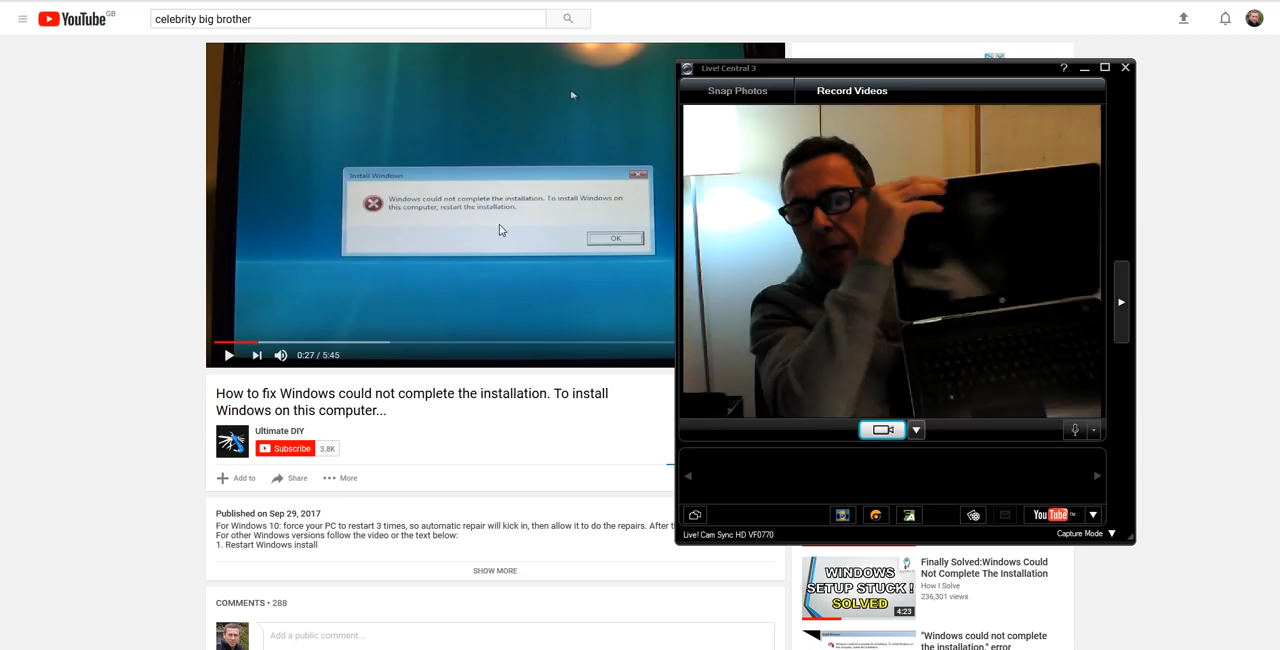 YouTube GB
celebrity big brother
Install Windows
Windows could not complete the installation. To install Windows on
this computer, restart the installation.
OK
0:27 / 5:45
How to fix Windows could not complete the installation. To install
Windows on this computer...
Ultimate DIY
Subscribe 3.8K
Add to Share More
Published on Sep 29, 2017
For Windows 10: force your PC to restart 3 times, so automatic repair will kick in, then allow it to do the repairs. After t
For other Windows versions follow the video or the text below:
1. Restart Windows install
SHOW MORE
COMMENTS • 288
Add a public comment...
Live! Central 3
?
Snap Photos Record Videos
You Tube ™
Live! Cam Sync HD VF0770 Capture Mode
WINDOWS
SETUP STUCK !
SOLVED
4:23
Finally Solved:Windows Could
Not Complete The Installation
How I Solve
236,301 views
"Windows could not complete
the installation." error